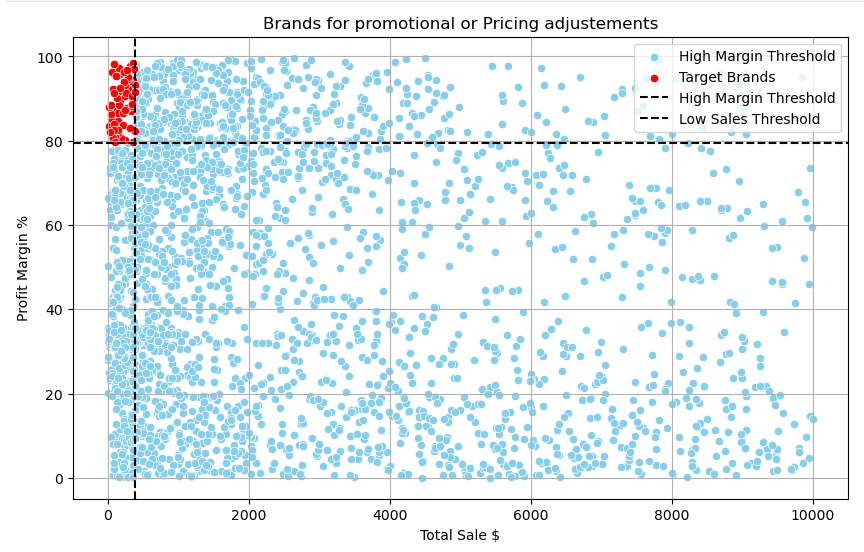 Brands for promotional or Pricing adjustements
High Margin Threshold
Target Brands
High Margin Threshold
Low Sales Threshold
100
80
60
40
20
0
Profit Margin %
0 2000 4000 6000 8000 10000
Total Sale $